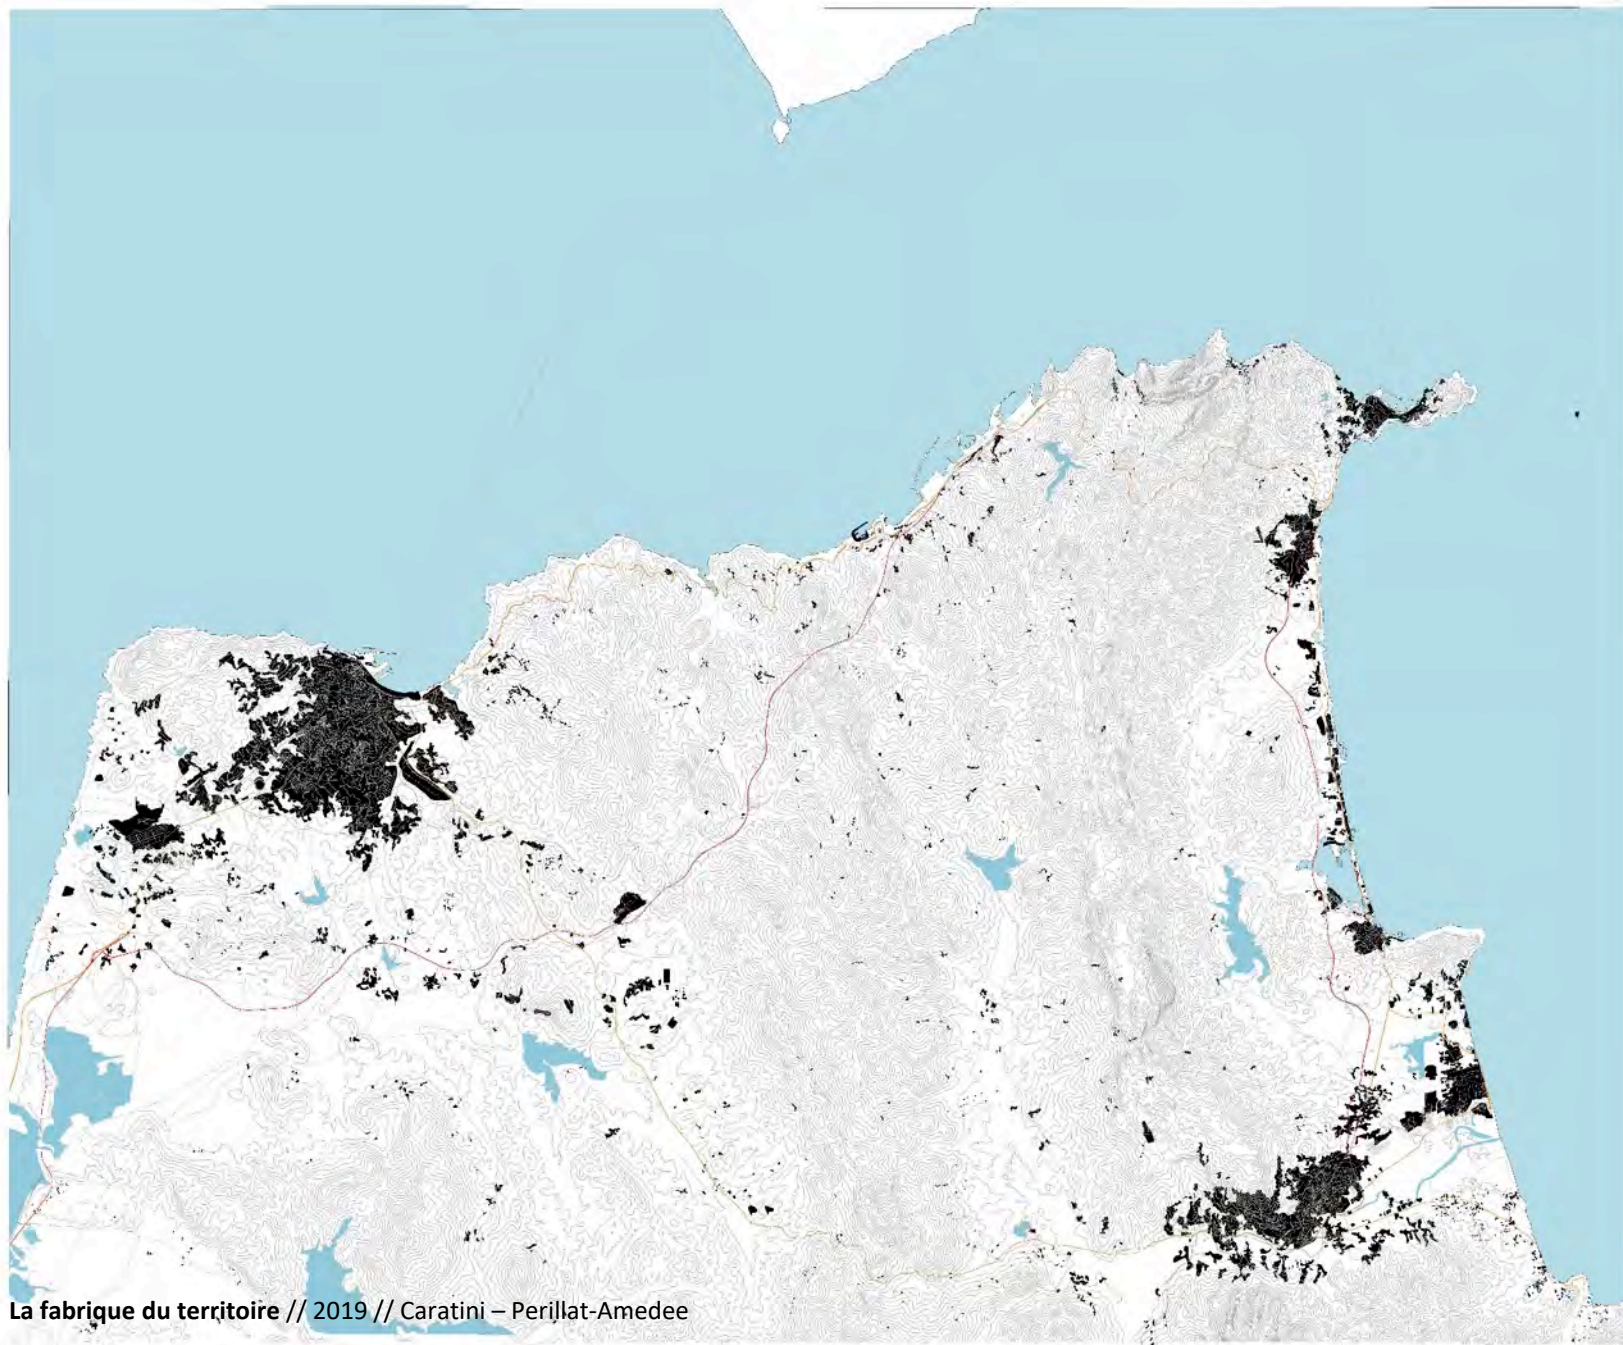 La fabrique du territoire // 2019 // Caratini – Perillat-Amedee